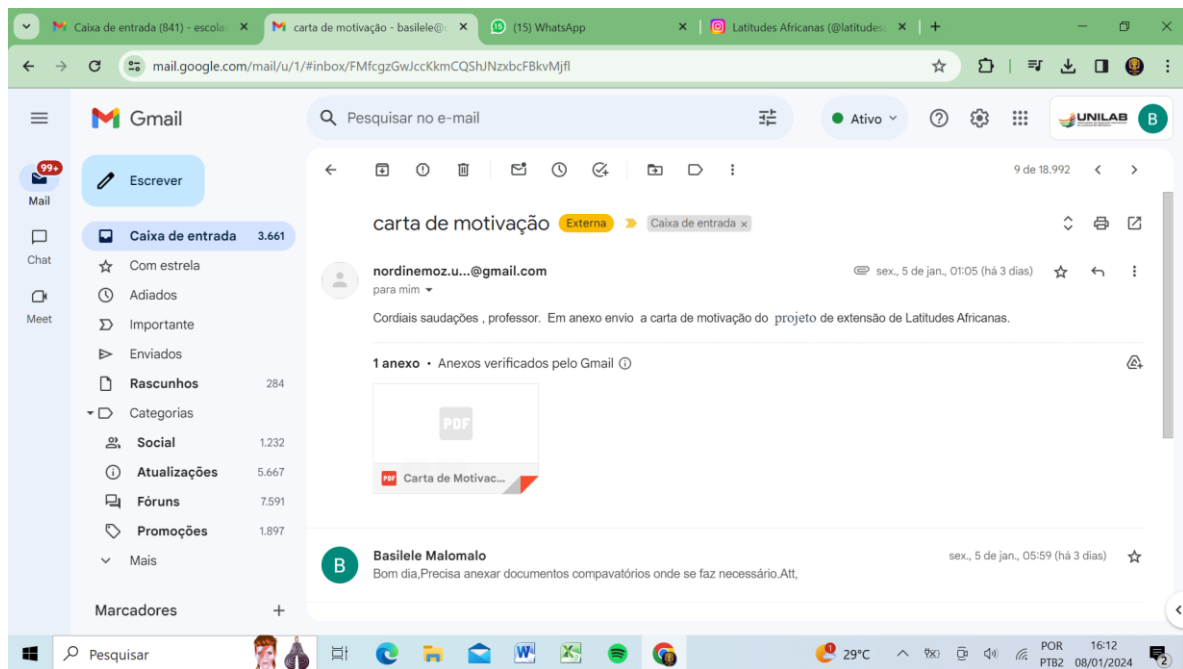 Caixa de entrada (841) - escola
carta de motivação - basilele@
15
(15) WhatsApp
Latitudes Africanas (@latitudes
mail.google.com/mail/u/1/#inbox/FMfcgzGwJccKkmCQShJNzxbcFBkvMjfl
Gmail
Pesquisar no e-mail
Ativo
UNILAB
B
99+
Mail
Chat
Meet
Escrever
Caixa de entrada 3.661
Com estrela
Adiados
Importante
Enviados
Rascunhos 284
Categorias
Social 1.232
Atualizações 5.667
Fóruns 7.591
Promoções 1.897
Mais
Marcadores
9 de 18.992
carta de motivação Externa Caixa de entrada x
nordinemoz.u...@gmail.com sex., 5 de jan., 01:05 (há 3 dias)
para mim
Cordiais saudações , professor. Em anexo envio a carta de motivação do projeto de extensão de Latitudes Africanas.
1 anexo • Anexos verificados pelo Gmail
PDF
PDF Carta de Motivac...
B
Basilele Malomalo sex., 5 de jan., 05:59 (há 3 dias)
Bom dia,Precisa anexar documentos compavatórios onde se faz necessário.Att,
Pesquisar
29°C
POR
PTB2
16:12
08/01/2024
2